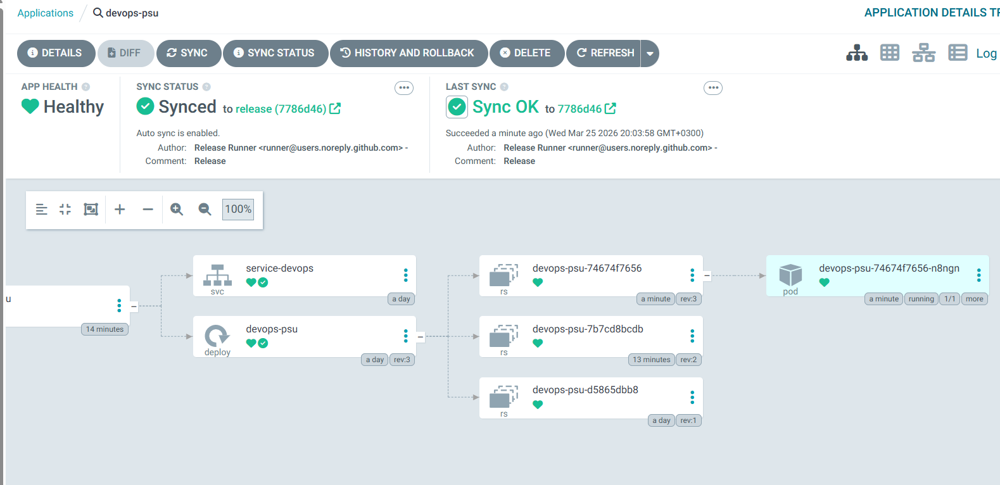 Applications / devops-psu
APPLICATION DETAILS TR
DETAILS DIFF SYNC SYNC STATUS HISTORY AND ROLLBACK DELETE REFRESH
Log
APP HEALTH
Healthy
SYNC STATUS
Synced to release (7786d46)
Auto sync is enabled.
Author: Release Runner <runner@users.noreply.github.com> -
Comment: Release
LAST SYNC
Sync OK to 7786d46
Succeeded a minute ago (Wed Mar 25 2026 20:03:58 GMT+0300)
Author: Release Runner <runner@users.noreply.github.com> -
Comment: Release
100%
u
14 minutes
service-devops
svc
a day
devops-psu
deploy
a day rev:3
devops-psu-74674f7656
rs
a minute rev:3
devops-psu-7b7cd8bcdb
rs
13 minutes rev:2
devops-psu-d5865dbb8
rs
a day rev:1
devops-psu-74674f7656-n8ngn
pod
a minute running 1/1 more